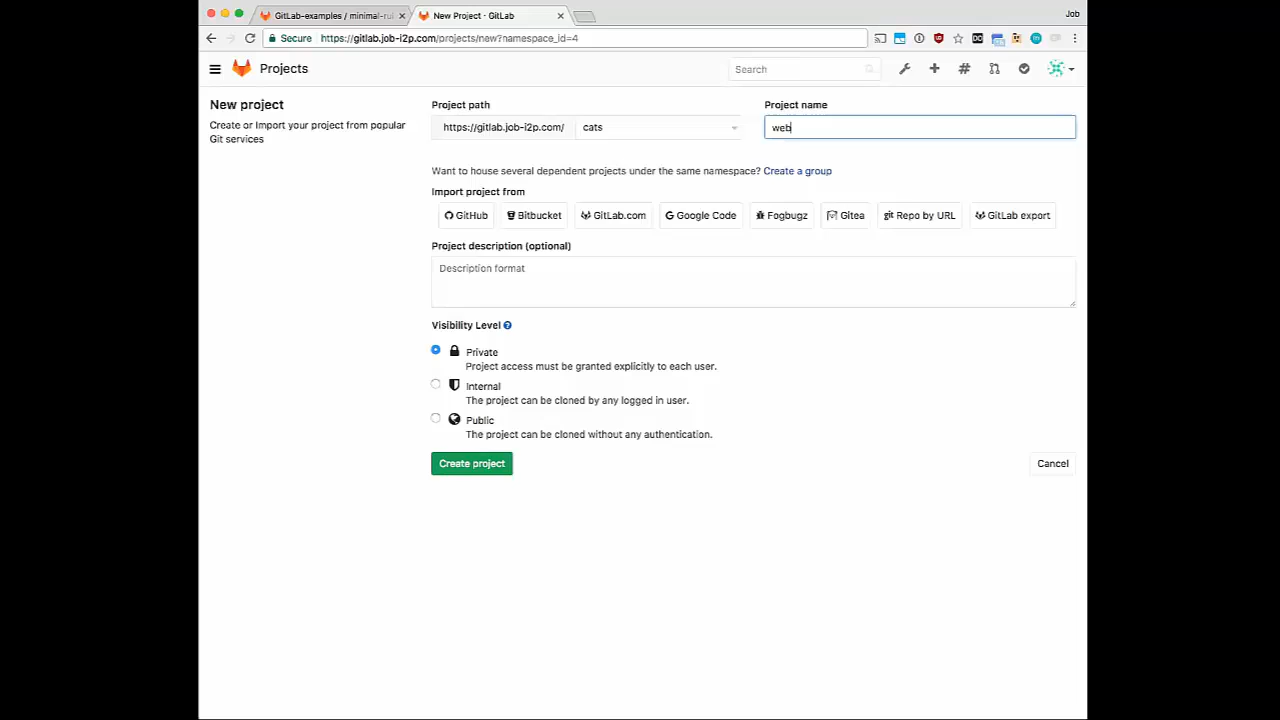 GitLab-examples / minimal-ru
New Project · GitLab
Job
Secure
https://gitlab.job-i2p.com/projects/new?namespace_id=4
Projects
Search
New project
Create or Import your project from popular
Git services
Project path
Project name
https://gitlab.job-i2p.com/
cats
web
Want to house several dependent projects under the same namespace? Create a group
Import project from
GitHub
Bitbucket
GitLab.com
Google Code
Fogbugz
Gitea
git Repo by URL
GitLab export
Project description (optional)
Description format
Visibility Level
Private
Project access must be granted explicitly to each user.
Internal
The project can be cloned by any logged in user.
Public
The project can be cloned without any authentication.
Create project
Cancel